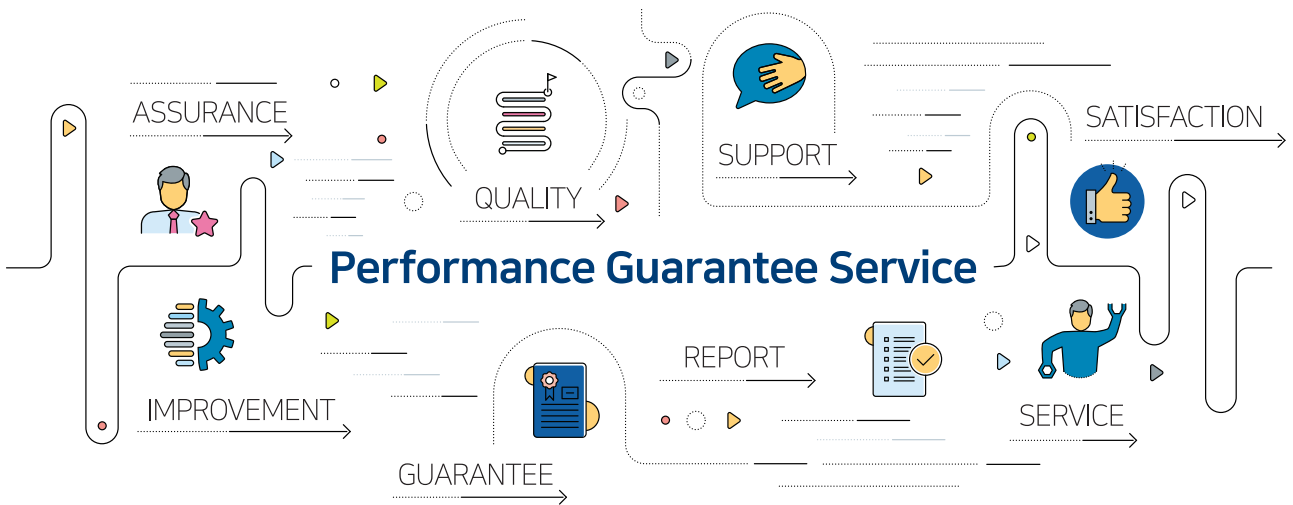 ASSURANCE
QUALITY
SUPPORT
SATISFACTION
Performance Guarantee Service
IMPROVEMENT
GUARANTEE
REPORT
SERVICE